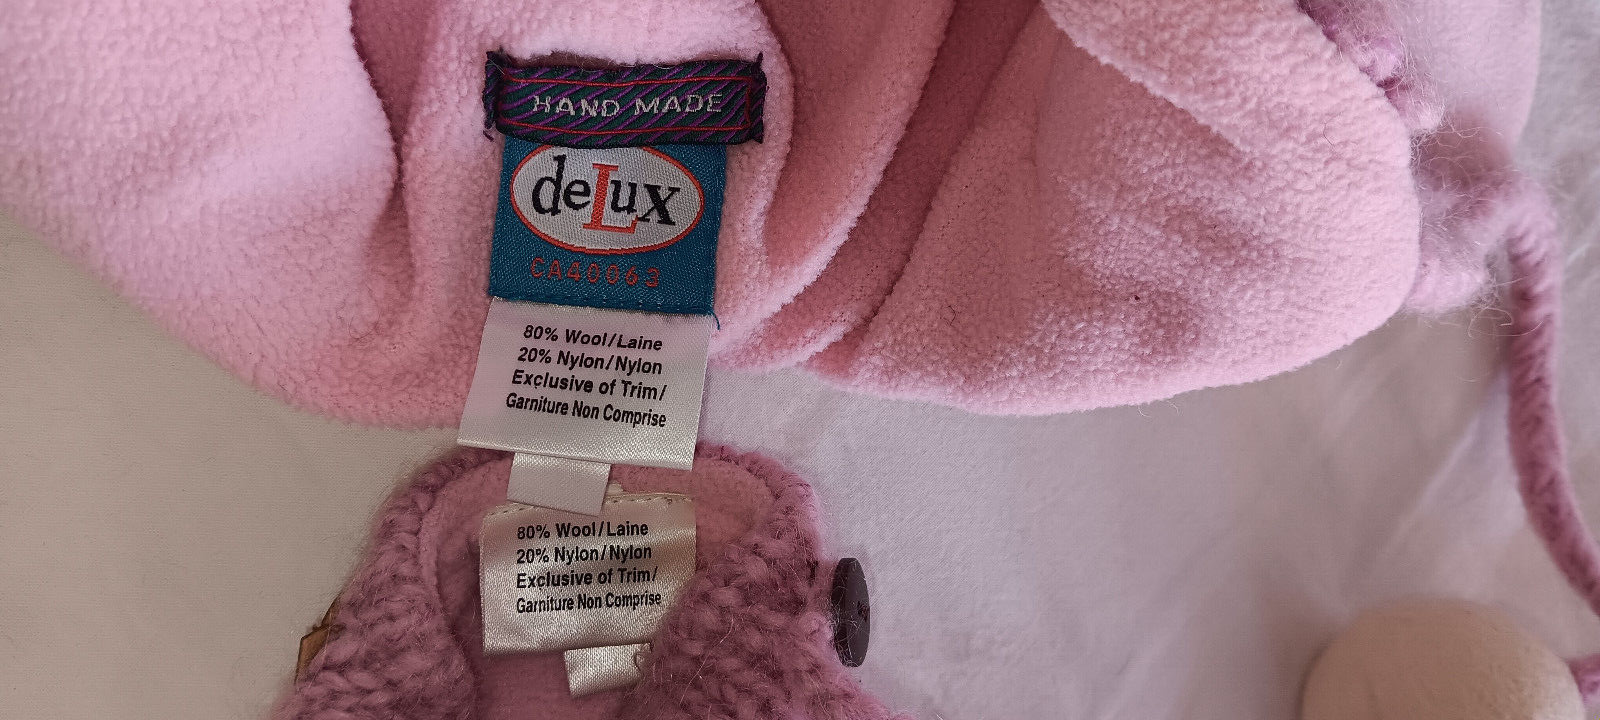 HAND MADE
deLux
CA40063
80% Wool/Laine
20% Nylon/Nylon
Exclusive of Trim/
Garniture Non Comprise
80% Wool/Laine
20% Nylon/Nylon
Exclusive of Trim/
Garniture Non Comprise